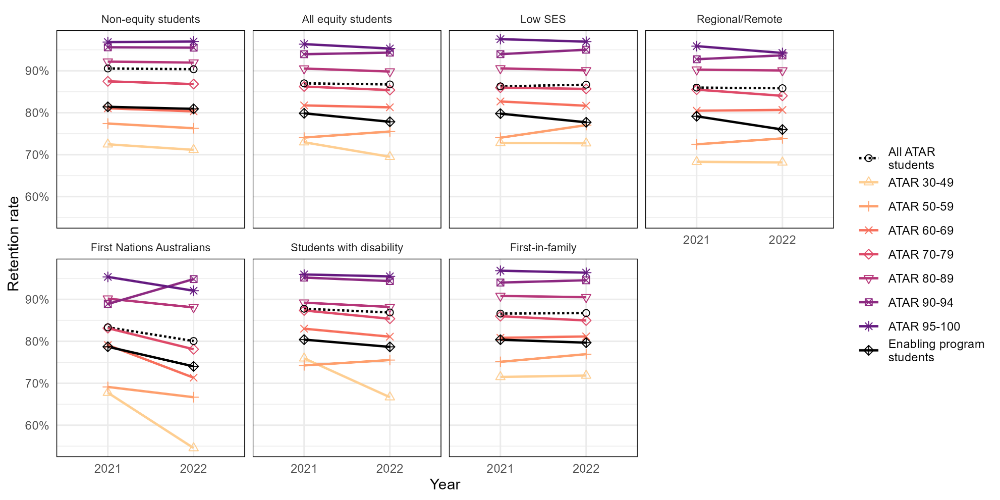 Non-equity students
All equity students
Low SES
Regional/Remote
90%
80%
70%
60%
2021
2022
First Nations Australians
Students with disability
First-in-family
90%
80%
70%
60%
2021
2022
2021
2022
2021
2022
Retention rate
Year
All ATAR
students
ATAR 30-49
ATAR 50-59
ATAR 60-69
ATAR 70-79
ATAR 80-89
ATAR 90-94
ATAR 95-100
Enabling program
students